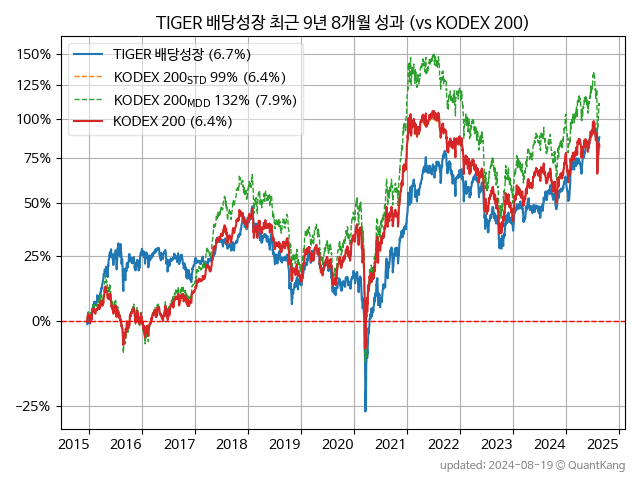 TIGER 배당성장 최근 9년 8개월 성과 (vs KODEX 200)
TIGER 배당성장 (6.7%)
KODEX 200STD 99% (6.4%)
KODEX 200MDD 132% (7.9%)
KODEX 200 (6.4%)
150%
125%
100%
75%
50%
25%
0%
−25%
2015 2016 2017 2018 2019 2020 2021 2022 2023 2024 2025
updated: 2024-08-19 © QuantKang